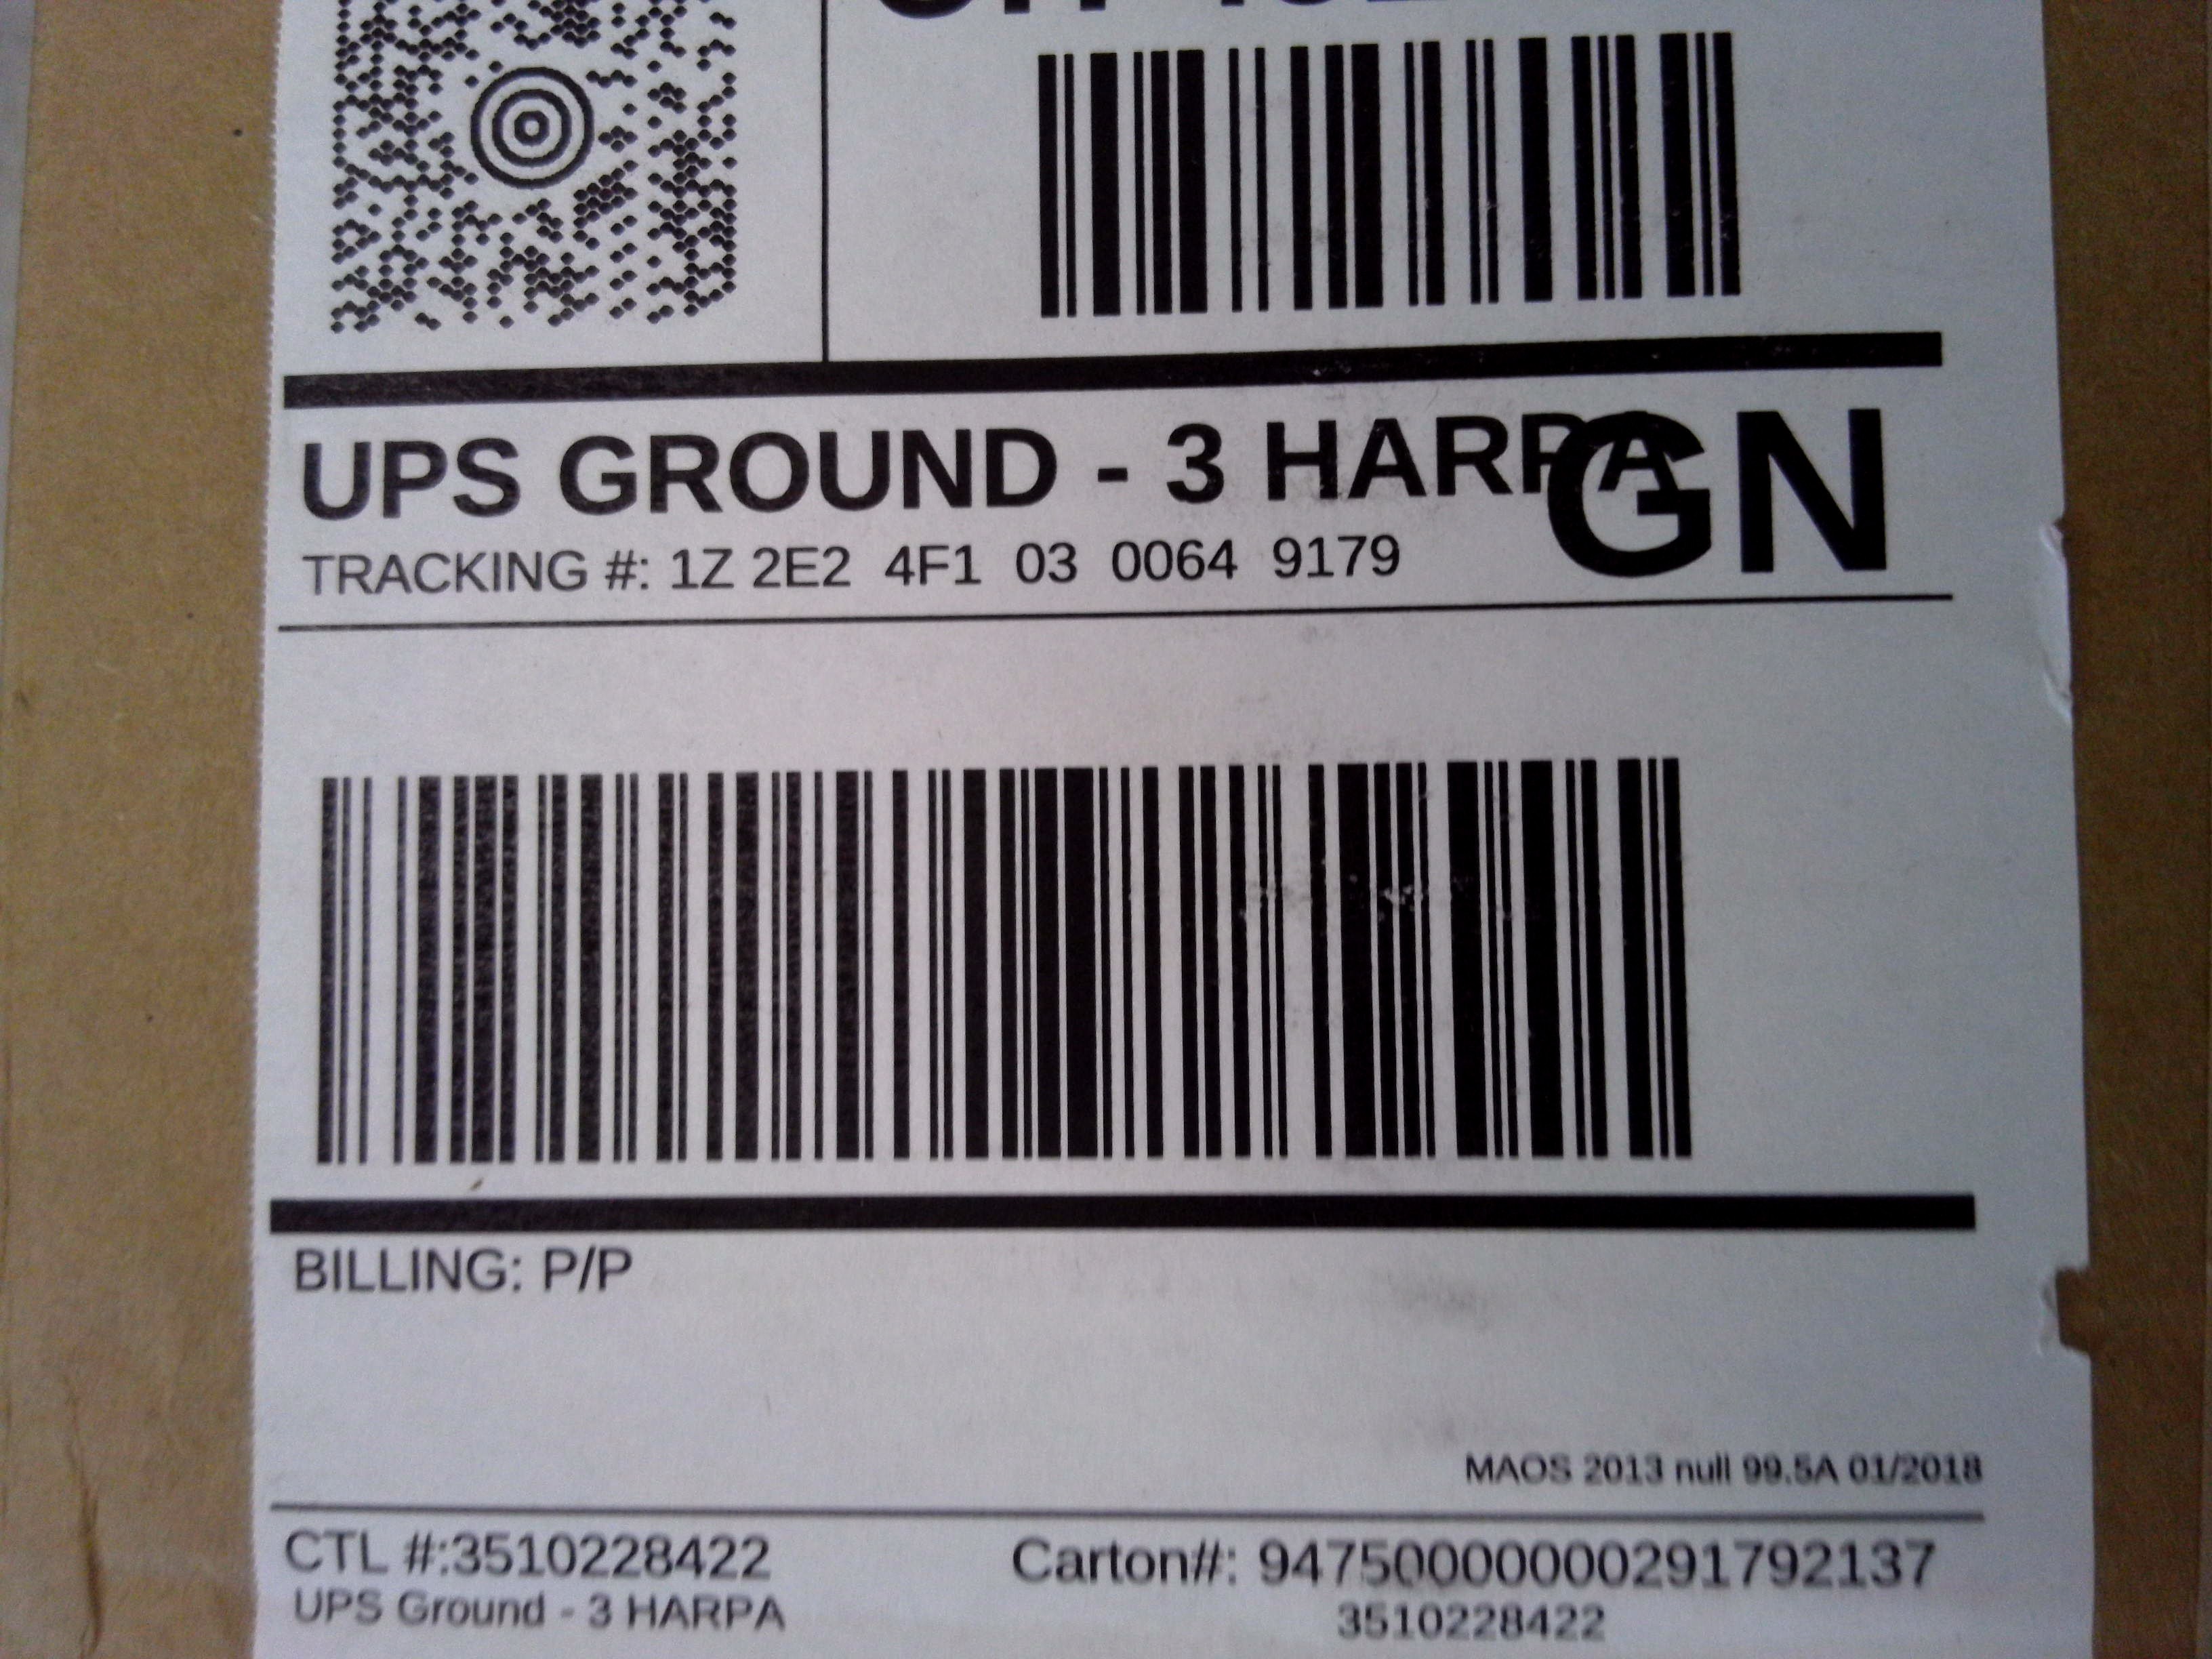 UPS GROUND - 3 HARPA
GN
TRACKING #: 1Z 2E2 4F1 03 0064 9179
BILLING: P/P
MAOS 2013 null 99.5A 01/2018
CTL #:3510228422
Carton#: 94750000000291792137
UPS Ground - 3 HARPA
3510228422